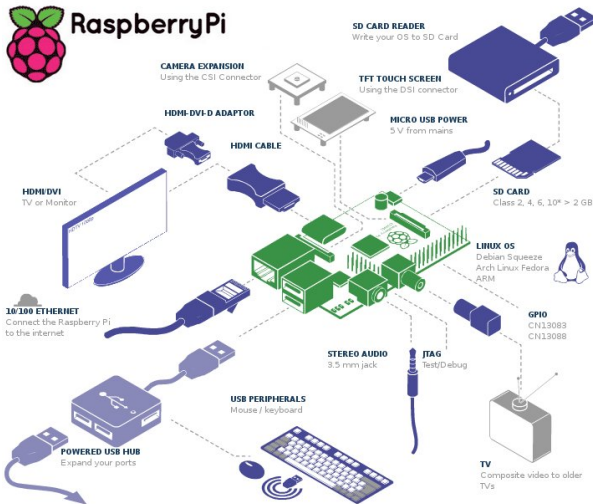 RaspberryPi
SD CARD READER
Write your OS to SD Card
CAMERA EXPANSION
Using the CSI Connector
TFT TOUCH SCREEN
Using the DSI connector
HDMI-DVI-D ADAPTOR
MICRO USB POWER
5 V from mains
HDMI CABLE
HDMI/DVI
TV or Monitor
SD CARD
Class 2, 4, 6, 10* > 2 GB
LINUX OS
Debian Squeeze
Arch Linux Fedora
ARM
10/100 ETHERNET
Connect the Raspberry Pi
to the internet
GPIO
CN13083
CN13088
STEREO AUDIO
3.5 mm jack
JTAG
Test/Debug
USB PERIPHERALS
Mouse / keyboard
POWERED USB HUB
Expand your ports
TV
Composite video to older
TVs